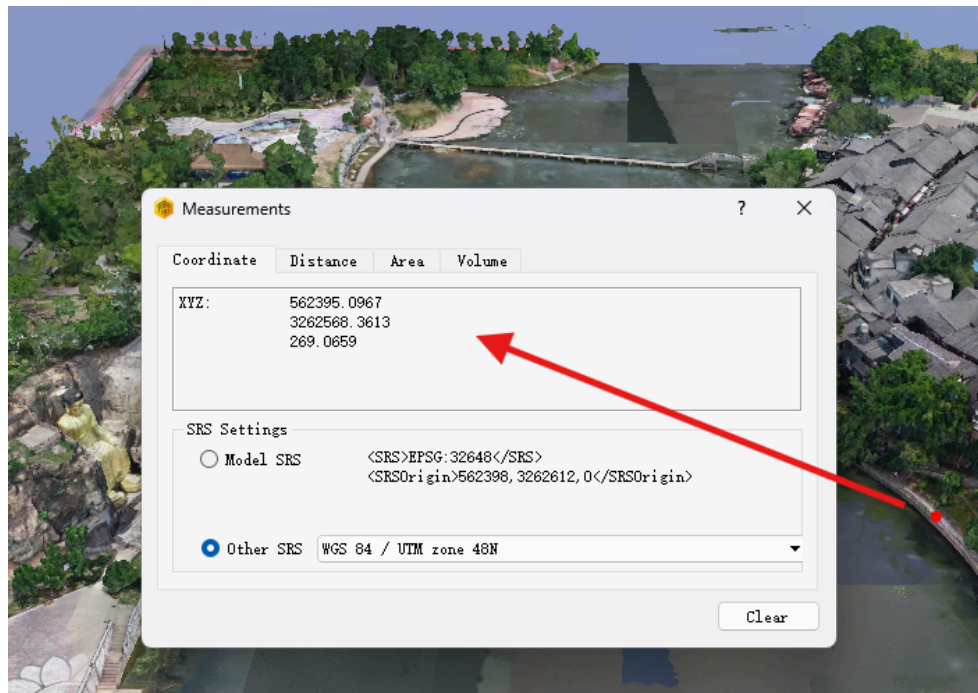 Measurements
?
Coordinate Distance Area Volume
XYZ: 562395.0967
3262568.3613
269.0659
SRS Settings
Model SRS <SRS>EPSG:32648</SRS>
<SRSOrigin>562398,3262612,0</SRSOrigin>
Other SRS WGS 84 / UTM zone 48N
Clear